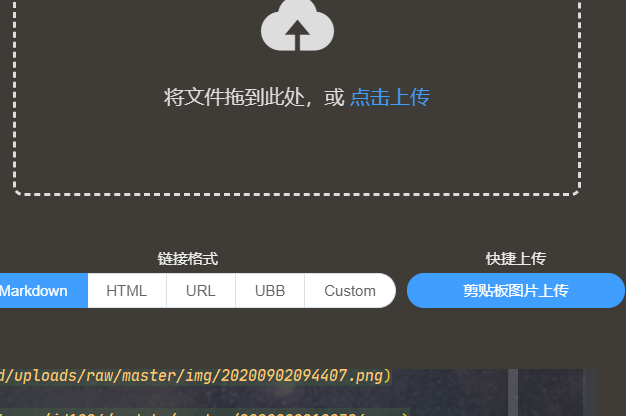 将文件拖到此处，或 点击上传
链接格式
快捷上传
Markdown
HTML
URL
UBB
Custom
剪贴板图片上传
d/uploads/raw/master/img/20200902094407.png)